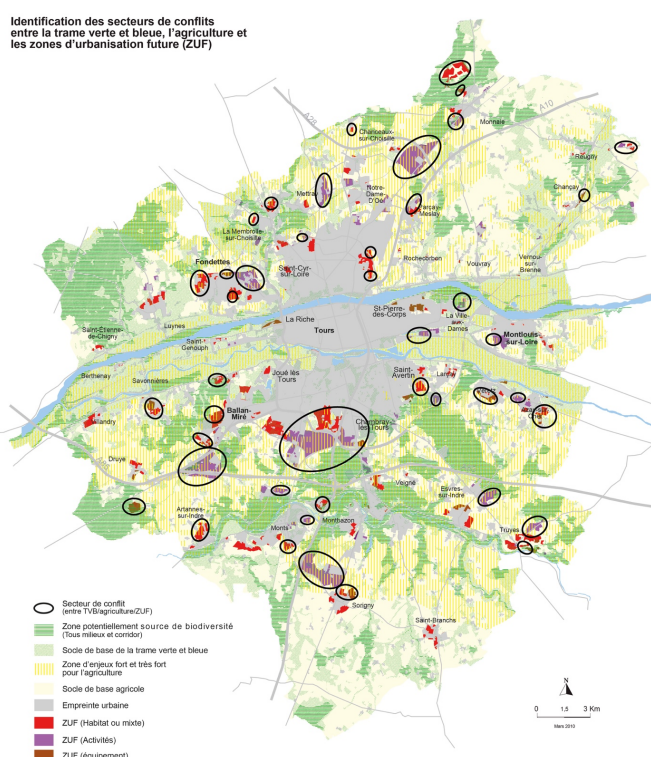 Identification des secteurs de conflits
entre la trame verte et bleue, l'agriculture et
les zones d'urbanisation future (ZUF)
A28
A10
Monnaie
Chanceaux-
sur-Choisille
Reugny
Chançay
Mettray
Notre-
Dame-
D'Oé
Parçay-
Meslay
La Membrolle
sur-Choisille
Rochecorbon
Vouvray
Vernou-
sur-
Brenne
Fondettes
Saint-Cyr-
sur-Loire
St-Pierre-
des-Corps
La Ville
aux-
Dames
Montlouis
-sur-Loire
Luynes
La Riche
Tours
Saint-Étienne-
de-Chigny
Saint-
Genouph
Berthenay
Savonnières
Joué lès
Tours
Saint-
Avertin
Larçay
Villandry
Ballan-
Miré
Chambray-
les-Tours
Druye
Veigné
Esvres-
sur-Indre
Artannes-
sur-Indre
Monts
Montbazon
Truyes
Sorigny
Saint-Branchs
Secteur de conflit
(entre TVB/agriculture/ZUF)
Zone potentiellement source de biodiversité
(Tous milieux et corridor)
Socle de base de la trame verte et bleue
Zone d'enjeux fort et très fort
pour l'agriculture
Socle de base agricole
Empreinte urbaine
ZUF (Habitat ou mixte)
ZUF (Activités)
ZUF (équipement)
N
0 1,5 3 Km
Mars 2010